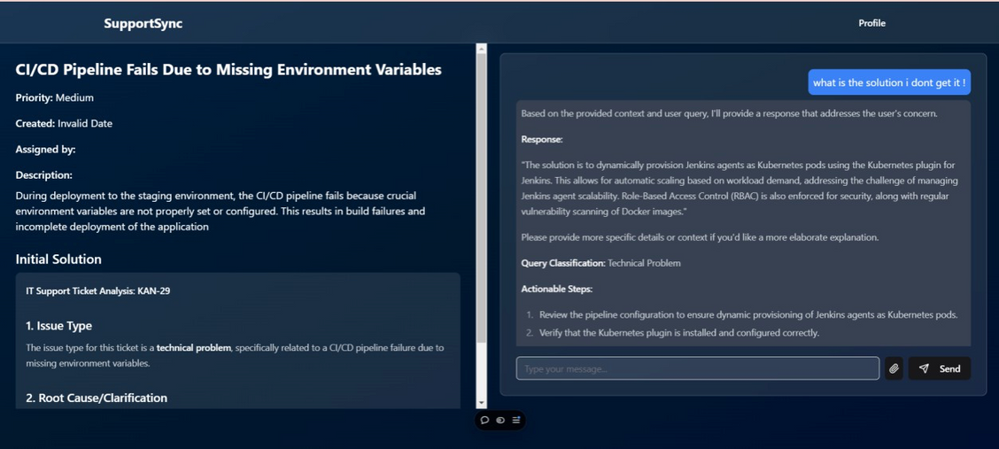 SupportSync
Profile
CI/CD Pipeline Fails Due to Missing Environment Variables
Priority: Medium
Created: Invalid Date
Assigned by:
Description:
During deployment to the staging environment, the CI/CD pipeline fails because crucial
environment variables are not properly set or configured. This results in build failures and
incomplete deployment of the application
Initial Solution
IT Support Ticket Analysis: KAN-29
1. Issue Type
The issue type for this ticket is a technical problem, specifically related to a CI/CD pipeline failure due to
missing environment variables.
2. Root Cause/Clarification
what is the solution i dont get it !
Based on the provided context and user query, I'll provide a response that addresses the user's concern.
Response:
"The solution is to dynamically provision Jenkins agents as Kubernetes pods using the Kubernetes plugin for
Jenkins. This allows for automatic scaling based on workload demand, addressing the challenge of managing
Jenkins agent scalability. Role-Based Access Control (RBAC) is also enforced for security, along with regular
vulnerability scanning of Docker images."
Please provide more specific details or context if you'd like a more elaborate explanation.
Query Classification: Technical Problem
Actionable Steps:
1. Review the pipeline configuration to ensure dynamic provisioning of Jenkins agents as Kubernetes pods.
2. Verify that the Kubernetes plugin is installed and configured correctly.
Type your message...
Send